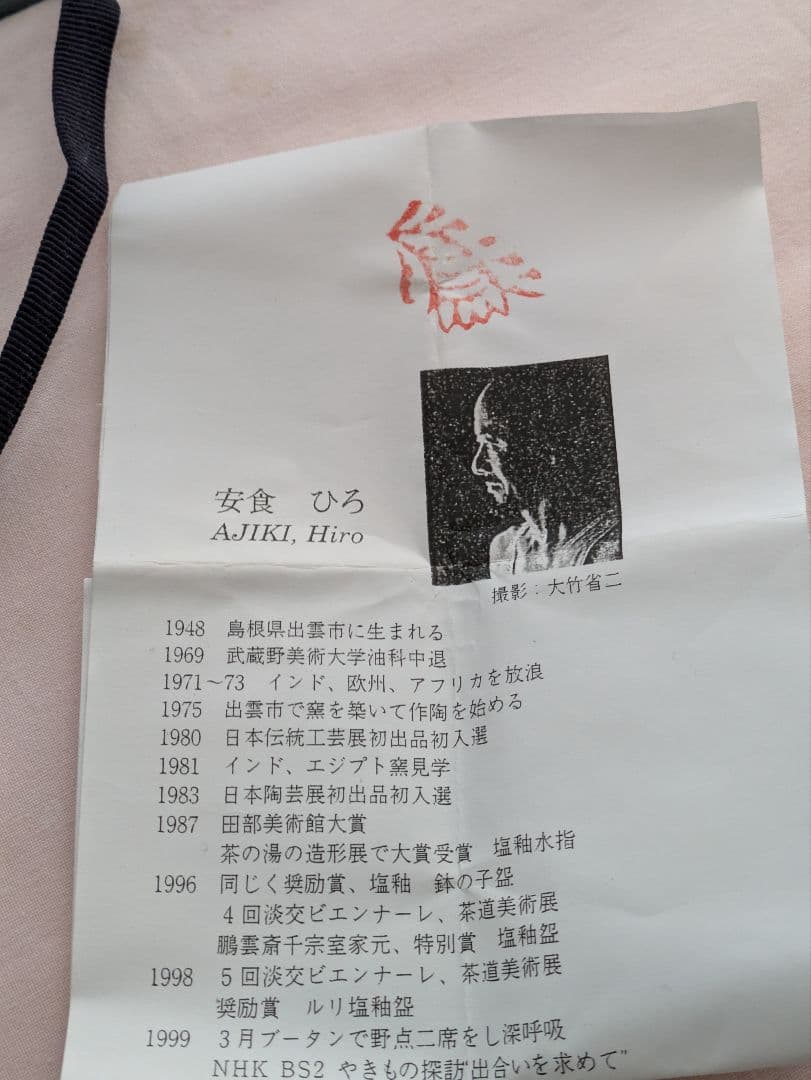 安食 ひろ
AJIKI, Hiro
撮影：大竹省二
1948 島根県出雲市に生まれる
1969 武蔵野美術大学油科中退
1971～73 インド、欧州、アフリカを放浪
1975 出雲市で窯を築いて作陶を始める
1980 日本伝統工芸展初出品初入選
1981 インド、エジプト窯見学
1983 日本陶芸展初出品初入選
1987 田部美術館大賞
茶の湯の造形展で大賞受賞 塩釉水指
1996 同じく奨励賞、塩釉 鉢の子盌
4回淡交ビエンナーレ、茶道美術展
鵬雲斎千宗室家元、特別賞 塩釉盌
1998 5回淡交ビエンナーレ、茶道美術展
奨励賞 ルリ塩釉盌
1999 3月ブータンで野点二席をし深呼吸
NHK BS2 やきもの探訪"出合いを求めて"